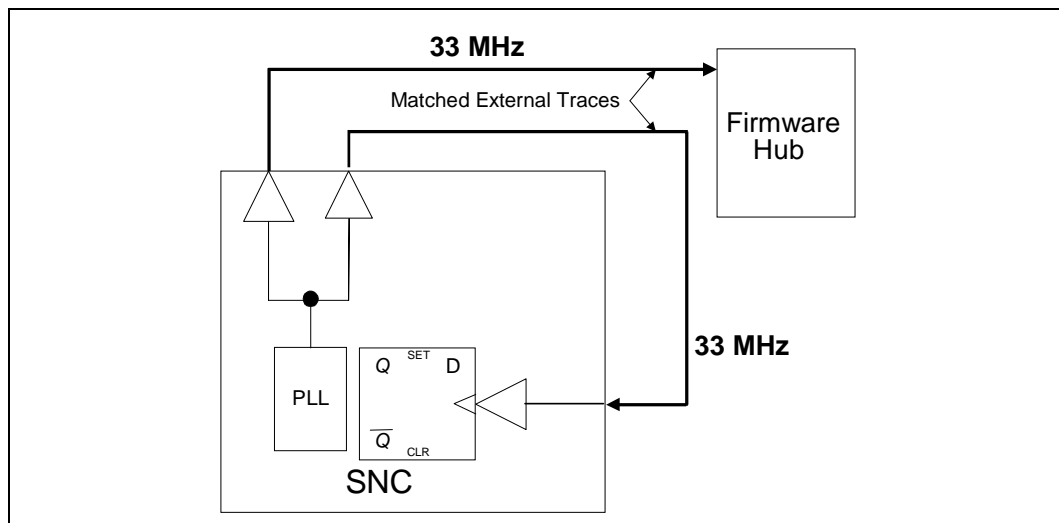 33 MHz
Matched External Traces
Firmware
Hub
33 MHz
PLL
Q SET D
Q̅
CLR
SNC